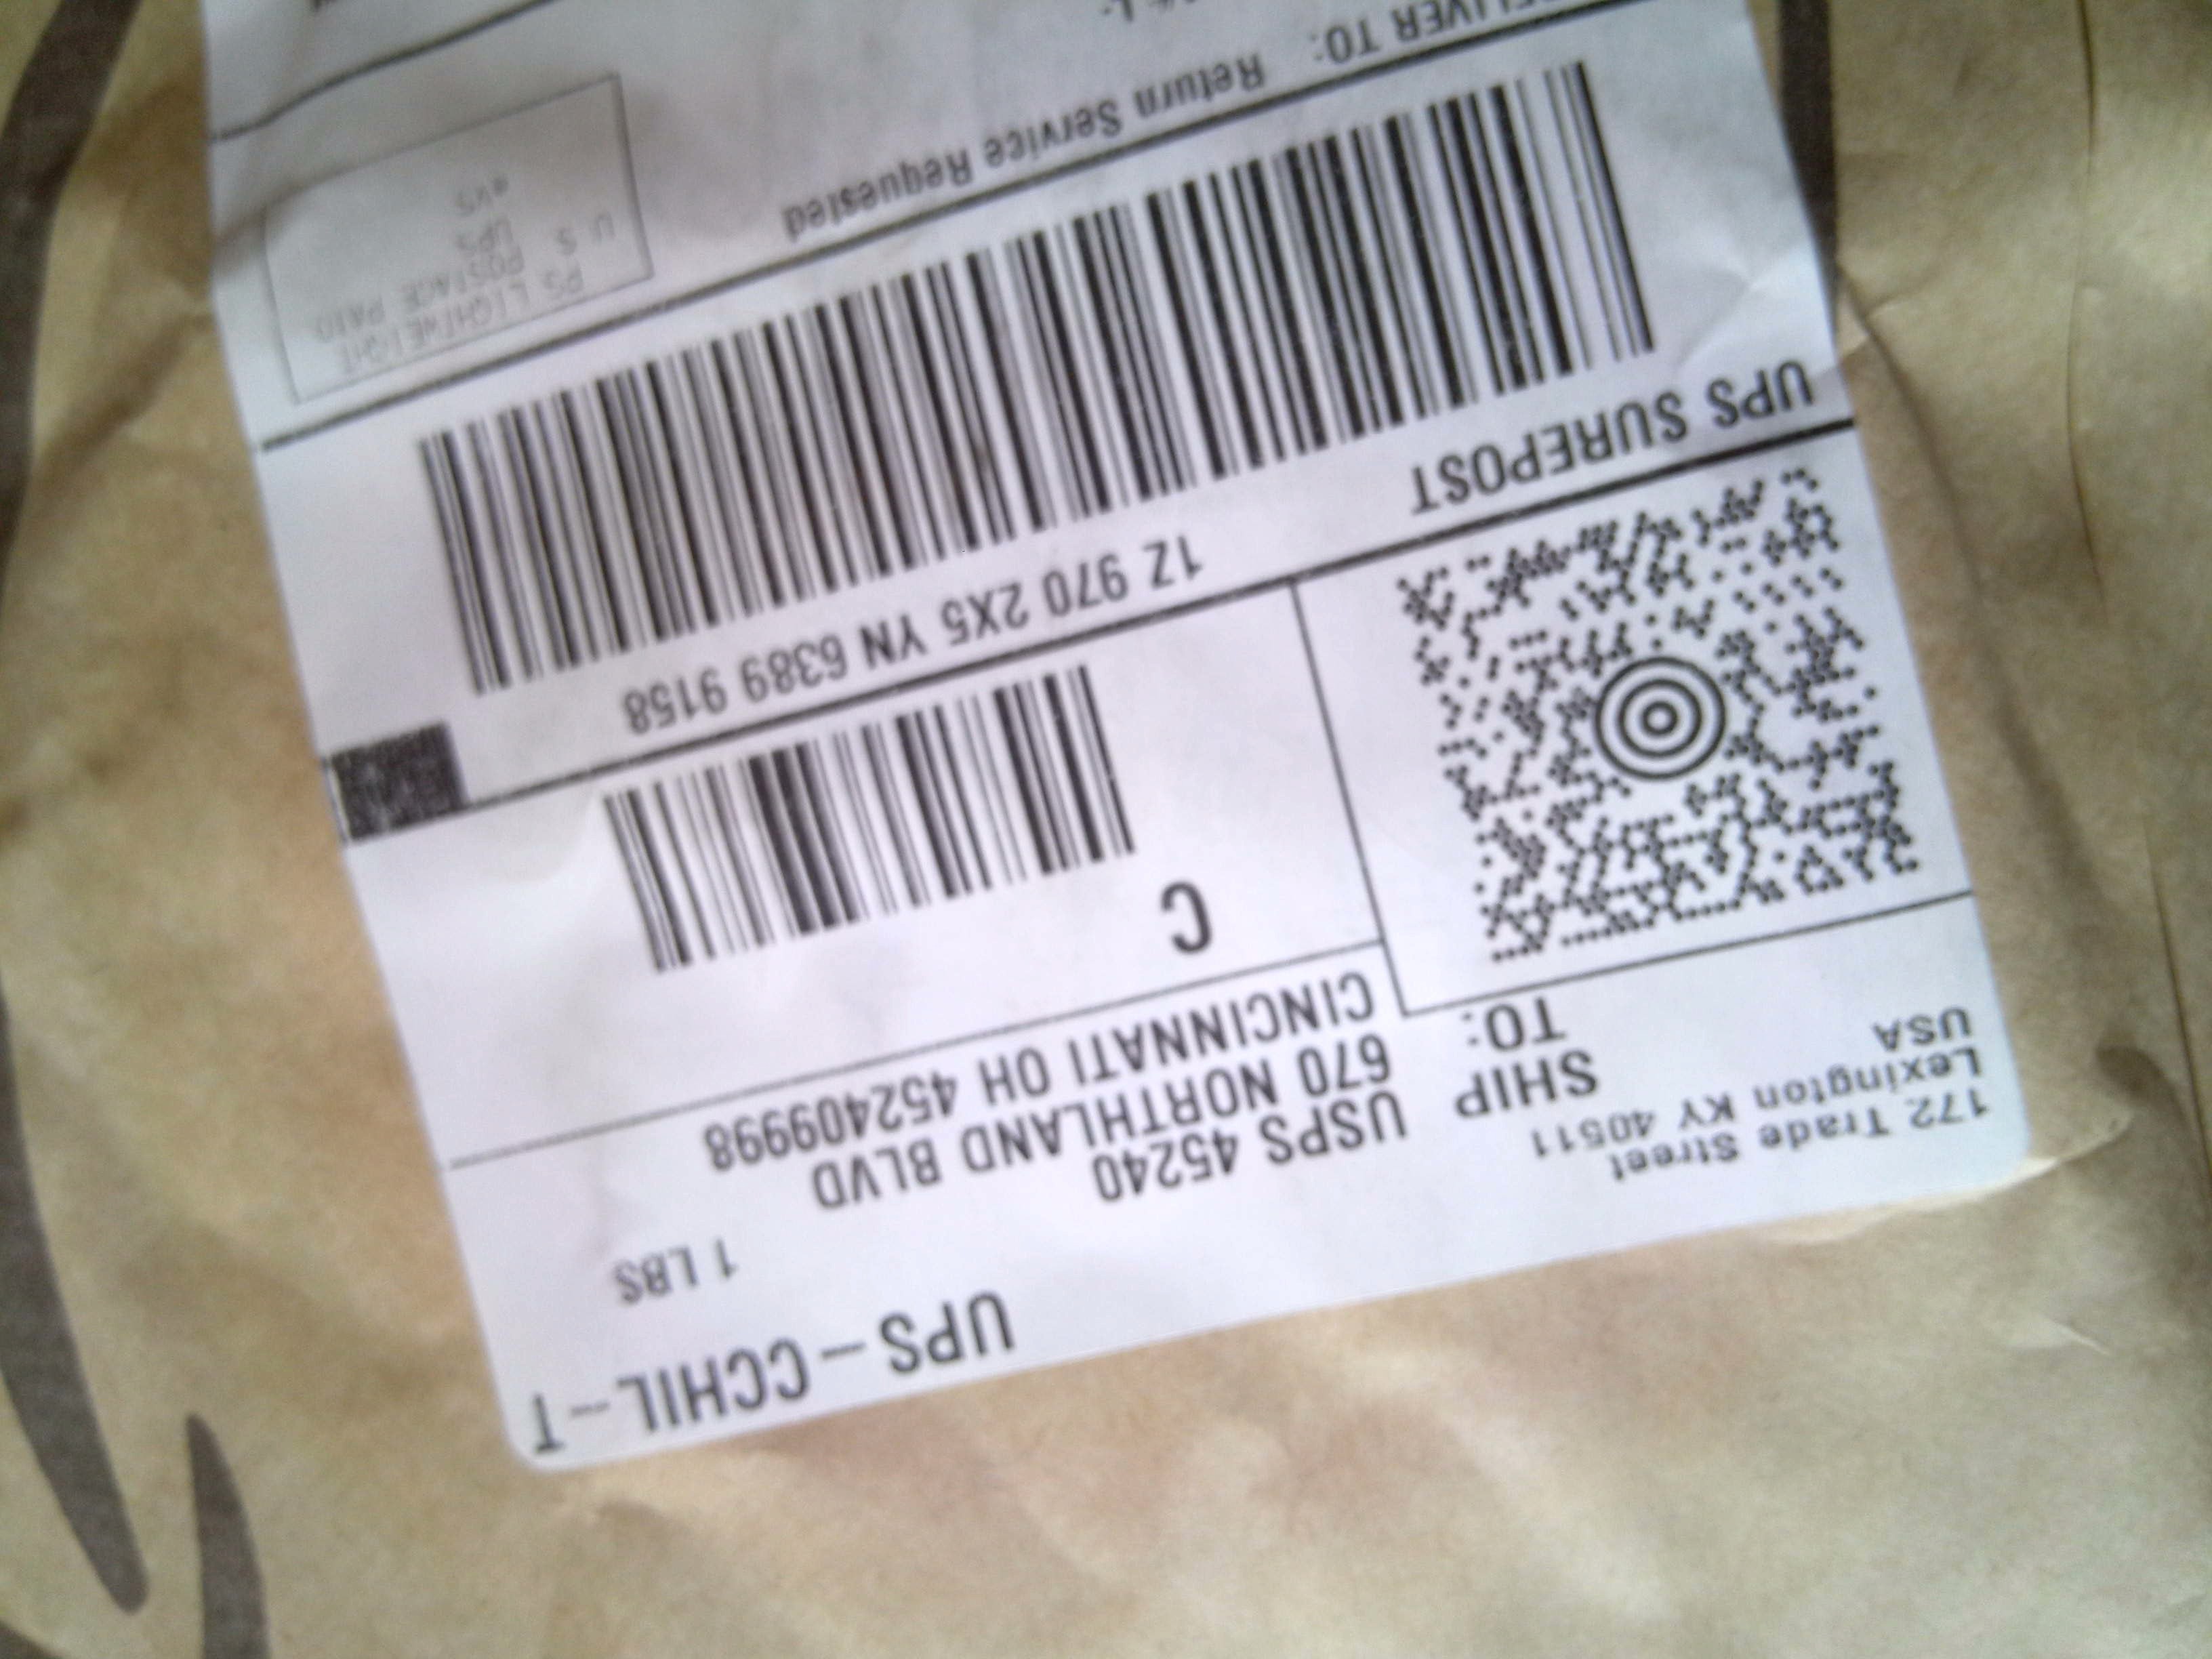 UPS – CCHIL – T
1 LBS
172 Trade Street
Lexington KY 40511
USA
SHIP
TO:
USPS 45240
670 NORTHLAND BLVD
CINCINNATI OH 452409998
C
UPS SUREPOST
1Z 970 2X5 YN 6389 9158
DELIVER TO:
Return Service Requested
PS LIGHTWEIGHT
U S POSTAGE PAID
UPS
eVS